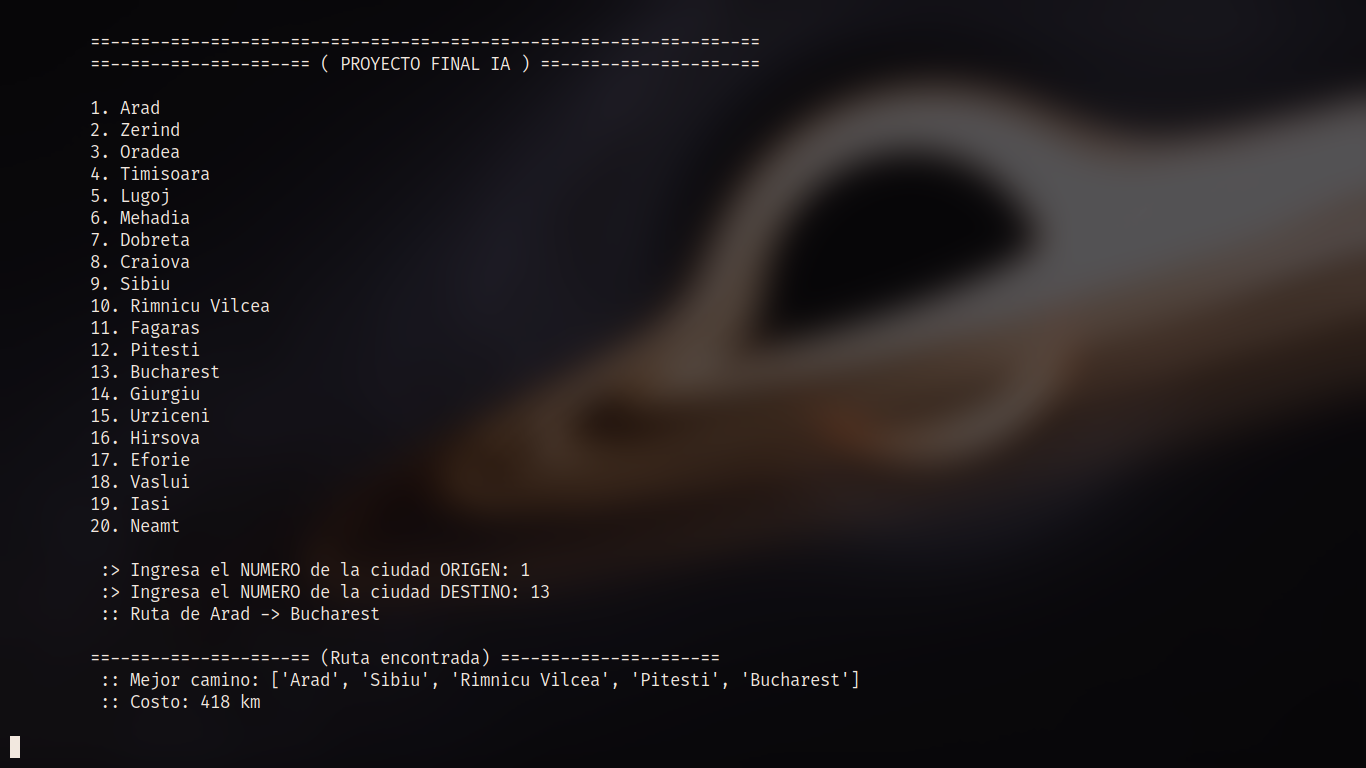 ==--==--==--==--==--==--==--==--==--==--==---==--==--==--==--==--==
==--==--==--==--==--== ( PROYECTO FINAL IA ) ==--==--==--==--==--==
1. Arad
2. Zerind
3. Oradea
4. Timisoara
5. Lugoj
6. Mehadia
7. Dobreta
8. Craiova
9. Sibiu
10. Rimnicu Vilcea
11. Fagaras
12. Pitesti
13. Bucharest
14. Giurgiu
15. Urziceni
16. Hirsova
17. Eforie
18. Vaslui
19. Iasi
20. Neamt
:> Ingresa el NUMERO de la ciudad ORIGEN: 1
:> Ingresa el NUMERO de la ciudad DESTINO: 13
:: Ruta de Arad -> Bucharest
==--==--==--==--==--== (Ruta encontrada) ==--==--==--==--==--==
:: Mejor camino: ['Arad', 'Sibiu', 'Rimnicu Vilcea', 'Pitesti', 'Bucharest']
:: Costo: 418 km